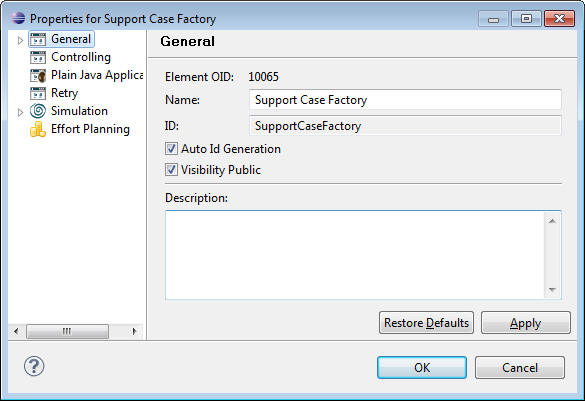 Properties for Support Case Factory
General
Controlling
Plain Java Applica
Retry
Simulation
Effort Planning
General
Element OID: 10065
Name: Support Case Factory
ID: SupportCaseFactory
Auto Id Generation
Visibility Public
Description:
Restore Defaults Apply
? OK Cancel